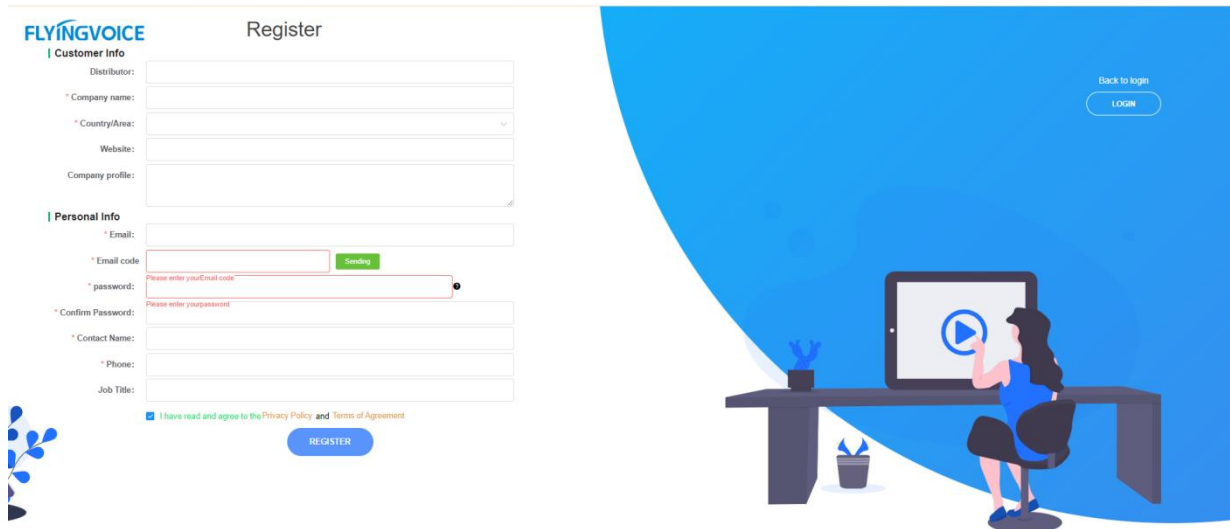 FLYINGVOICE
Register
Customer Info
Distributor:
* Company name:
* Country/Area:
Website:
Company profile:
Personal Info
* Email:
* Email code
Sending
Please enter yourEmail code
* password:
Please enter yourpassword
* Confirm Password:
* Contact Name:
* Phone:
Job Title:
I have read and agree to the Privacy Policy and Terms of Agreement
REGISTER
Back to login
LOGIN